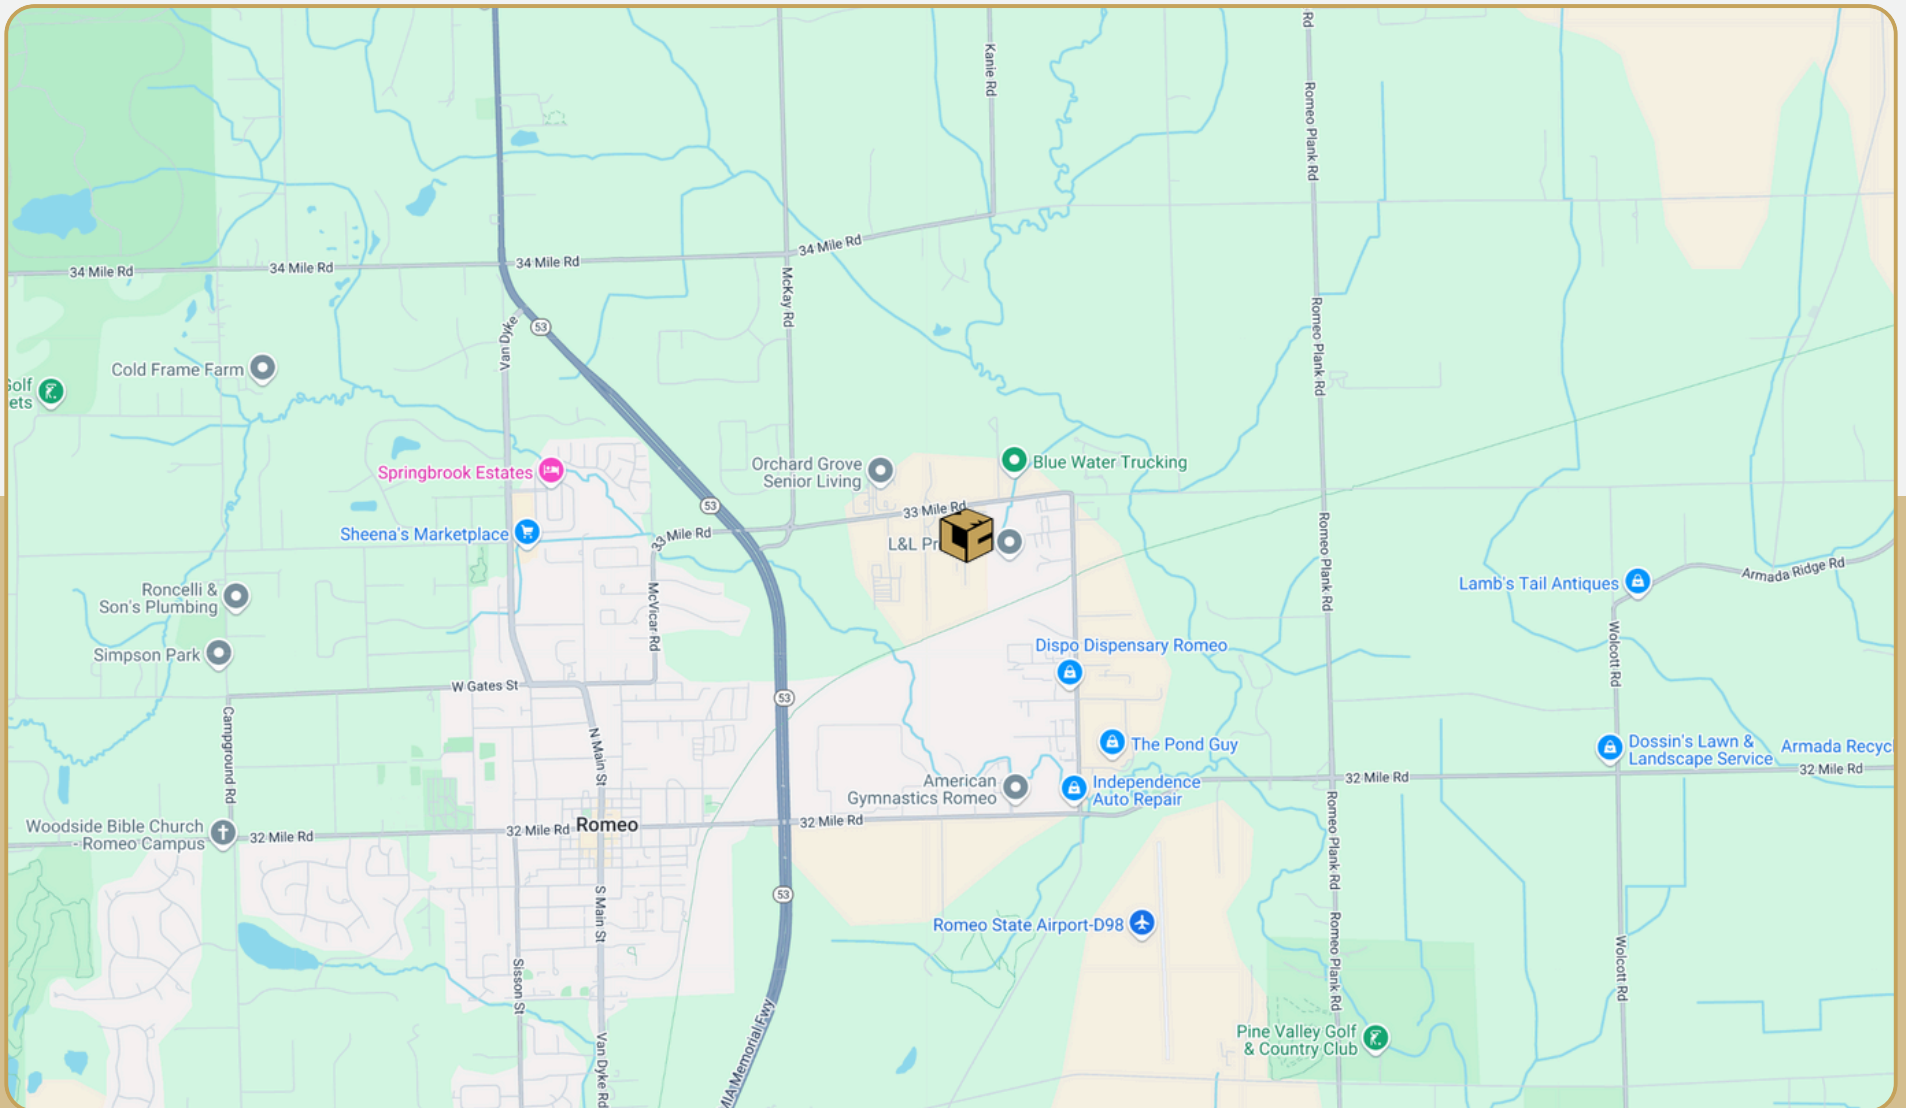 Rd
Kanie Rd
Romeo Plank Rd
34 Mile Rd
34 Mile Rd
34 Mile Rd
34 Mile Rd
McKay Rd
Van Dyke
53
Romeo Plank Rd
Cold Frame Farm
Golf
ets
Springbrook Estates
Orchard Grove
Senior Living
Blue Water Trucking
53
33 Mile Rd
33 Mile Rd
Sheena's Marketplace
L&L Pr
Romeo Plank Rd
Roncelli &
Son's Plumbing
McVicar Rd
Lamb's Tail Antiques
Armada Ridge Rd
Simpson Park
Dispo Dispensary Romeo
Wolcott Rd
W Gates St
53
Campground Rd
N Main St
The Pond Guy
Dossin's Lawn &
Landscape Service
Armada Recycl
32 Mile Rd
32 Mile Rd
American
Gymnastics Romeo
Independence
Auto Repair
Woodside Bible Church
- Romeo Campus
32 Mile Rd
32 Mile Rd
Romeo
32 Mile Rd
Romeo Plank Rd
53
S Main St
Romeo State Airport-D98
Romeo Plank Rd
Wolcott Rd
Sisson St
Pine Valley Golf
& Country Club
Van Dyke Rd
MIA Memorial Fwy